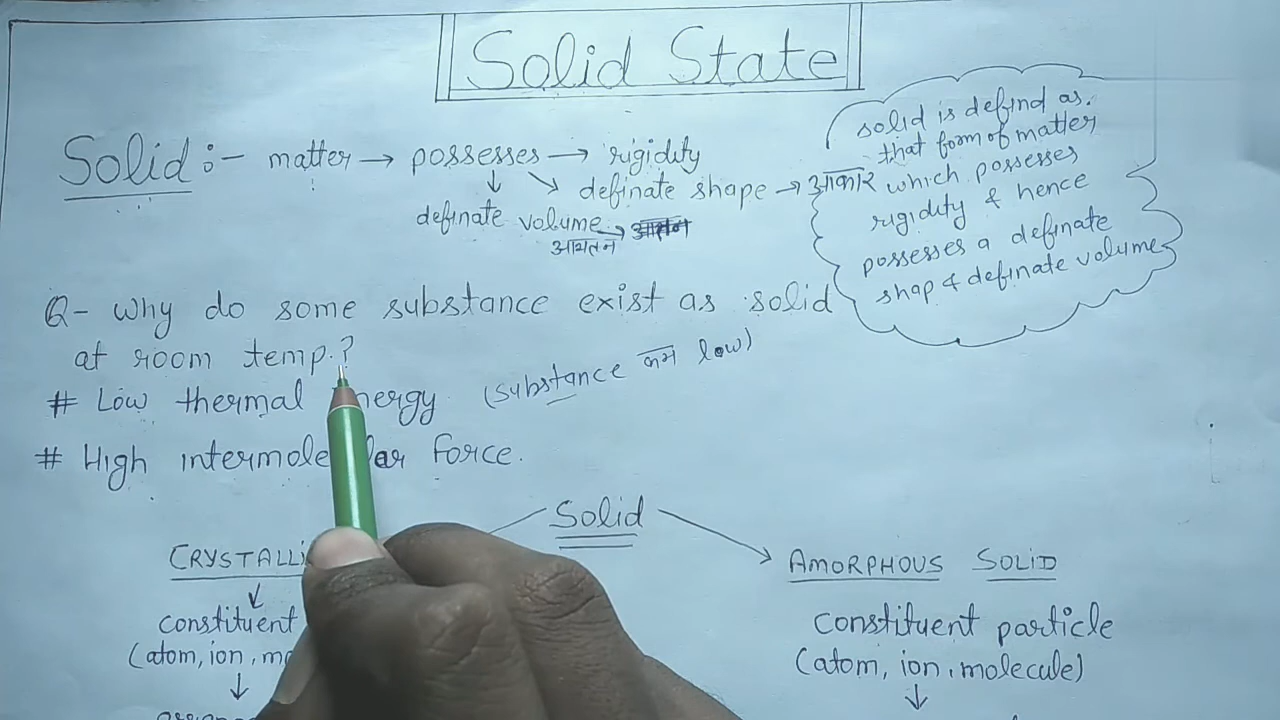 Solid State
Solid :- matter → possesses → rigidity
definate shape → आकार
definate volume → 
आयतन
solid is defind as.
that form of matter
which possesses
rigidity & hence
possesses a definate
shap & definate volume
Q- Why do some substance exist as solid
at room temp.?
# Low thermal energy (substance का low)
# High intermolecular force.
Solid
CRYSTALLI
AMORPHOUS SOLID
constituent
constituent particle
(atom, ion, mo
(atom, ion, molecule)